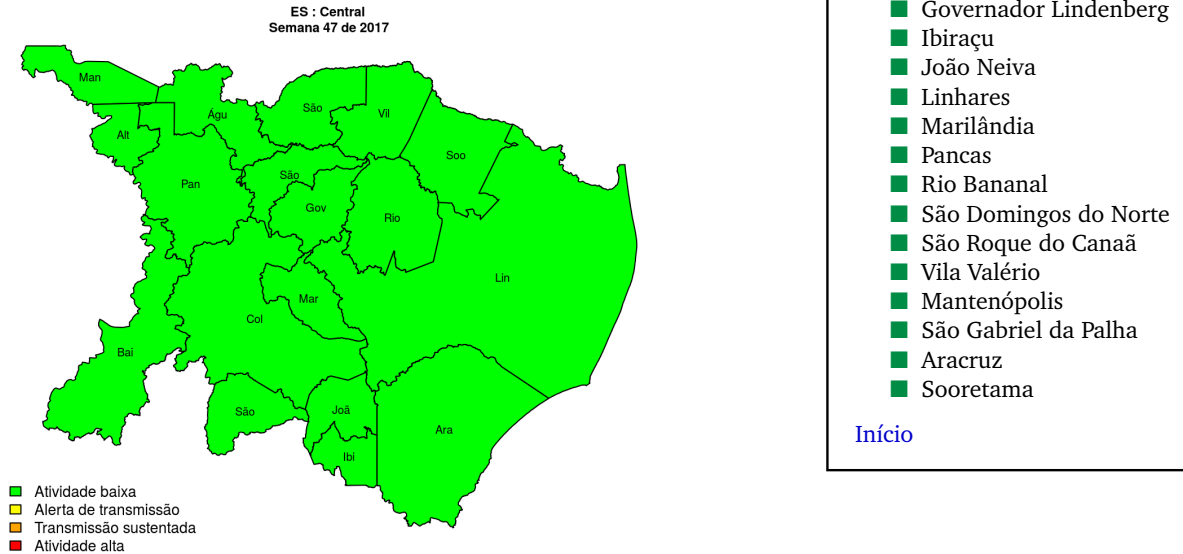 ES : Central
Semana 47 de 2017
Man
Águ
São
Vil
Alt
Soo
Pan
São
Gov
Rio
Lin
Mar
Col
Bai
São
Joã
Ara
Ibi
Atividade baixa
Alerta de transmissão
Transmissão sustentada
Atividade alta
Governador Lindenberg
Ibiraçu
João Neiva
Linhares
Marilândia
Pancas
Rio Bananal
São Domingos do Norte
São Roque do Canaã
Vila Valério
Mantenópolis
São Gabriel da Palha
Aracruz
Sooretama
Início